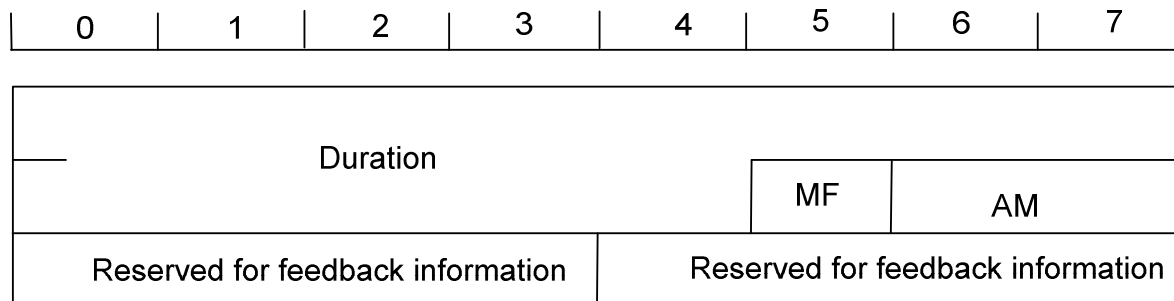 0 1 2 3 4 5 6 7
Duration
MF AM
Reserved for feedback information Reserved for feedback information